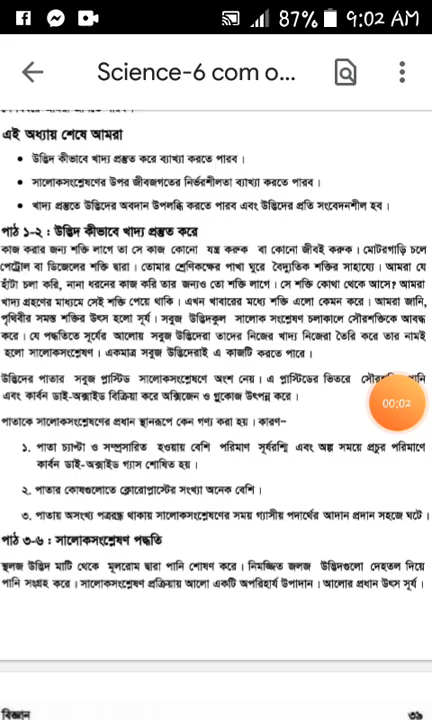 87% 9:02 AM
Science-6 com o...
এই অধ্যায় শেষে আমরা
• উদ্ভিদ কীভাবে খাদ্য প্রস্তুত করে ব্যাখ্যা করতে পারব।
• সালোকসংশ্লেষণের উপর জীবজগতের নির্ভরশীলতা ব্যাখ্যা করতে পারব।
• খাদ্য প্রস্তুতে উদ্ভিদের অবদান উপলব্ধি করতে পারব এবং উদ্ভিদের প্রতি সংবেদনশীল হব।
পাঠ ১-২ : উদ্ভিদ কীভাবে খাদ্য প্রস্তুত করে
কাজ করার জন্য শক্তি লাগে তা সে কাজ কোনো যন্ত্র করুক বা কোনো জীবই করুক। মোটরগাড়ি চলে
পেট্রোল বা ডিজেলের শক্তি দ্বারা। তোমার শ্রেণিকক্ষের পাখা ঘুরে বৈদ্যুতিক শক্তির সাহায্যে। আমরা যে
হাঁটা চলা করি, নানা ধরনের কাজ করি তার জন্যও তো শক্তি লাগে। সে শক্তি কোথা থেকে আসে? আমরা
খাদ্য গ্রহণের মাধ্যমে সেই শক্তি পেয়ে থাকি। এখন খাবারের মধ্যে শক্তি এলো কেমন করে। আমরা জানি,
পৃথিবীর সমস্ত শক্তির উৎস হলো সূর্য। সবুজ উদ্ভিদকুল সালোক সংশ্লেষণ চলাকালে সৌরশক্তিকে আবদ্ধ
করে। যে পদ্ধতিতে সূর্যের আলোয় সবুজ উদ্ভিদেরা তাদের নিজের খাদ্য নিজেরা তৈরি করে তার নামই
হলো সালোকসংশ্লেষণ। একমাত্র সবুজ উদ্ভিদেরাই এ কাজটি করতে পারে।
উদ্ভিদের পাতার সবুজ প্লাস্টিড সালোকসংশ্লেষণে অংশ নেয়। এ প্লাস্টিডের ভিতরে
এবং কার্বন ডাই-অক্সাইড বিক্রিয়া করে অক্সিজেন ও গ্লুকোজ উৎপন্ন করে।
00:02
পাতাকে সালোকসংশ্লেষণের প্রধান স্থানরূপে কেন গণ্য করা হয়। কারণ–
১. পাতা চ্যাপ্টা ও সম্প্রসারিত হওয়ায় বেশি পরিমাণ সূর্যরশ্মি এবং অল্প সময়ে প্রচুর পরিমাণে
কার্বন ডাই-অক্সাইড গ্যাস শোষিত হয়।
২. পাতার কোষগুলোতে ক্লোরোপ্লাস্টের সংখ্যা অনেক বেশি।
৩. পাতায় অসংখ্য পত্ররন্ধ্র থাকায় সালোকসংশ্লেষণের সময় গ্যাসীয় পদার্থের আদান প্রদান সহজে ঘটে।
পাঠ ৩-৬ : সালোকসংশ্লেষণ পদ্ধতি
স্থলজ উদ্ভিদ মাটি থেকে মূলরোম দ্বারা পানি শোষণ করে। নিমজ্জিত জলজ উদ্ভিদগুলো দেহতল দিয়ে
পানি সংগ্রহ করে। সালোকসংশ্লেষণ প্রক্রিয়ায় আলো একটি অপরিহার্য উপাদান। আলোর প্রধান উৎস সূর্য।
বিজ্ঞান ৩৯